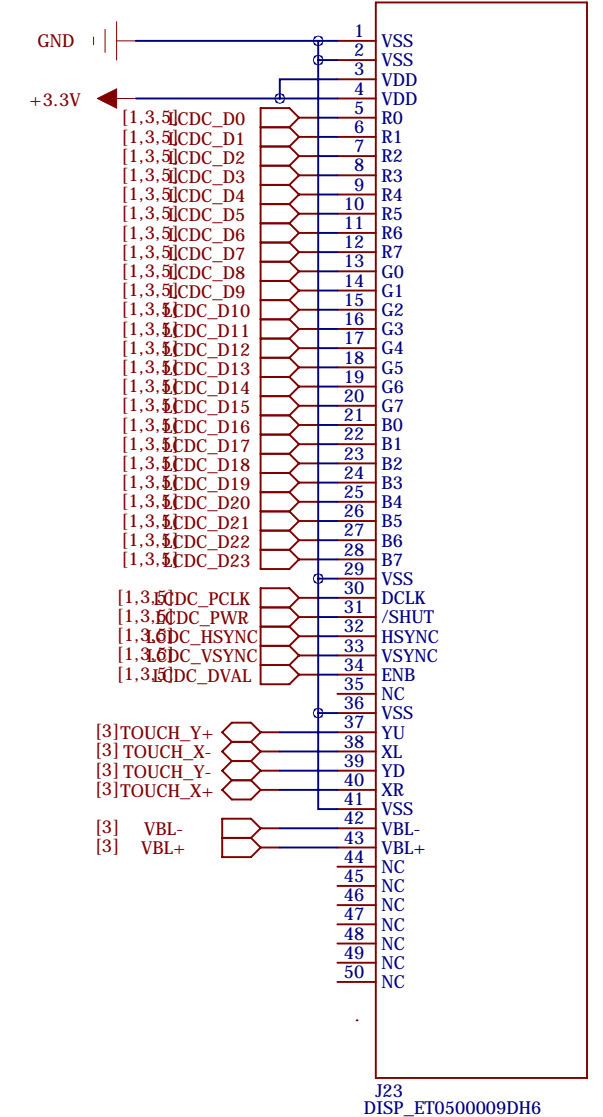 GND 1 VSS
2 VSS
3 VDD
+3.3V 4 VDD
[1,3,5] LCDC_D0 5 R0
[1,3,5] LCDC_D1 6 R1
[1,3,5] LCDC_D2 7 R2
[1,3,5] LCDC_D3 8 R3
[1,3,5] LCDC_D4 9 R4
[1,3,5] LCDC_D5 10 R5
[1,3,5] LCDC_D6 11 R6
[1,3,5] LCDC_D7 12 R7
[1,3,5] LCDC_D8 13 G0
[1,3,5] LCDC_D9 14 G1
[1,3,5] LCDC_D10 15 G2
[1,3,5] LCDC_D11 16 G3
[1,3,5] LCDC_D12 17 G4
[1,3,5] LCDC_D13 18 G5
[1,3,5] LCDC_D14 19 G6
[1,3,5] LCDC_D15 20 G7
[1,3,5] LCDC_D16 21 B0
[1,3,5] LCDC_D17 22 B1
[1,3,5] LCDC_D18 23 B2
[1,3,5] LCDC_D19 24 B3
[1,3,5] LCDC_D20 25 B4
[1,3,5] LCDC_D21 26 B5
[1,3,5] LCDC_D22 27 B6
[1,3,5] LCDC_D23 28 B7
29 VSS
[1,3,5] LCDC_PCLK 30 DCLK
[1,3,5] LCDC_PWR 31 /SHUT
[1,3,5] LCDC_HSYNC 32 HSYNC
[1,3,5] LCDC_VSYNC 33 VSYNC
[1,3,5] LCDC_DVAL 34 ENB
35 NC
36 VSS
[3] TOUCH_Y+ 37 YU
[3] TOUCH_X- 38 XL
[3] TOUCH_Y- 39 YD
[3] TOUCH_X+ 40 XR
41 VSS
[3] VBL- 42 VBL-
[3] VBL+ 43 VBL+
44 NC
45 NC
46 NC
47 NC
48 NC
49 NC
50 NC
J23
DISP_ET0500009DH6